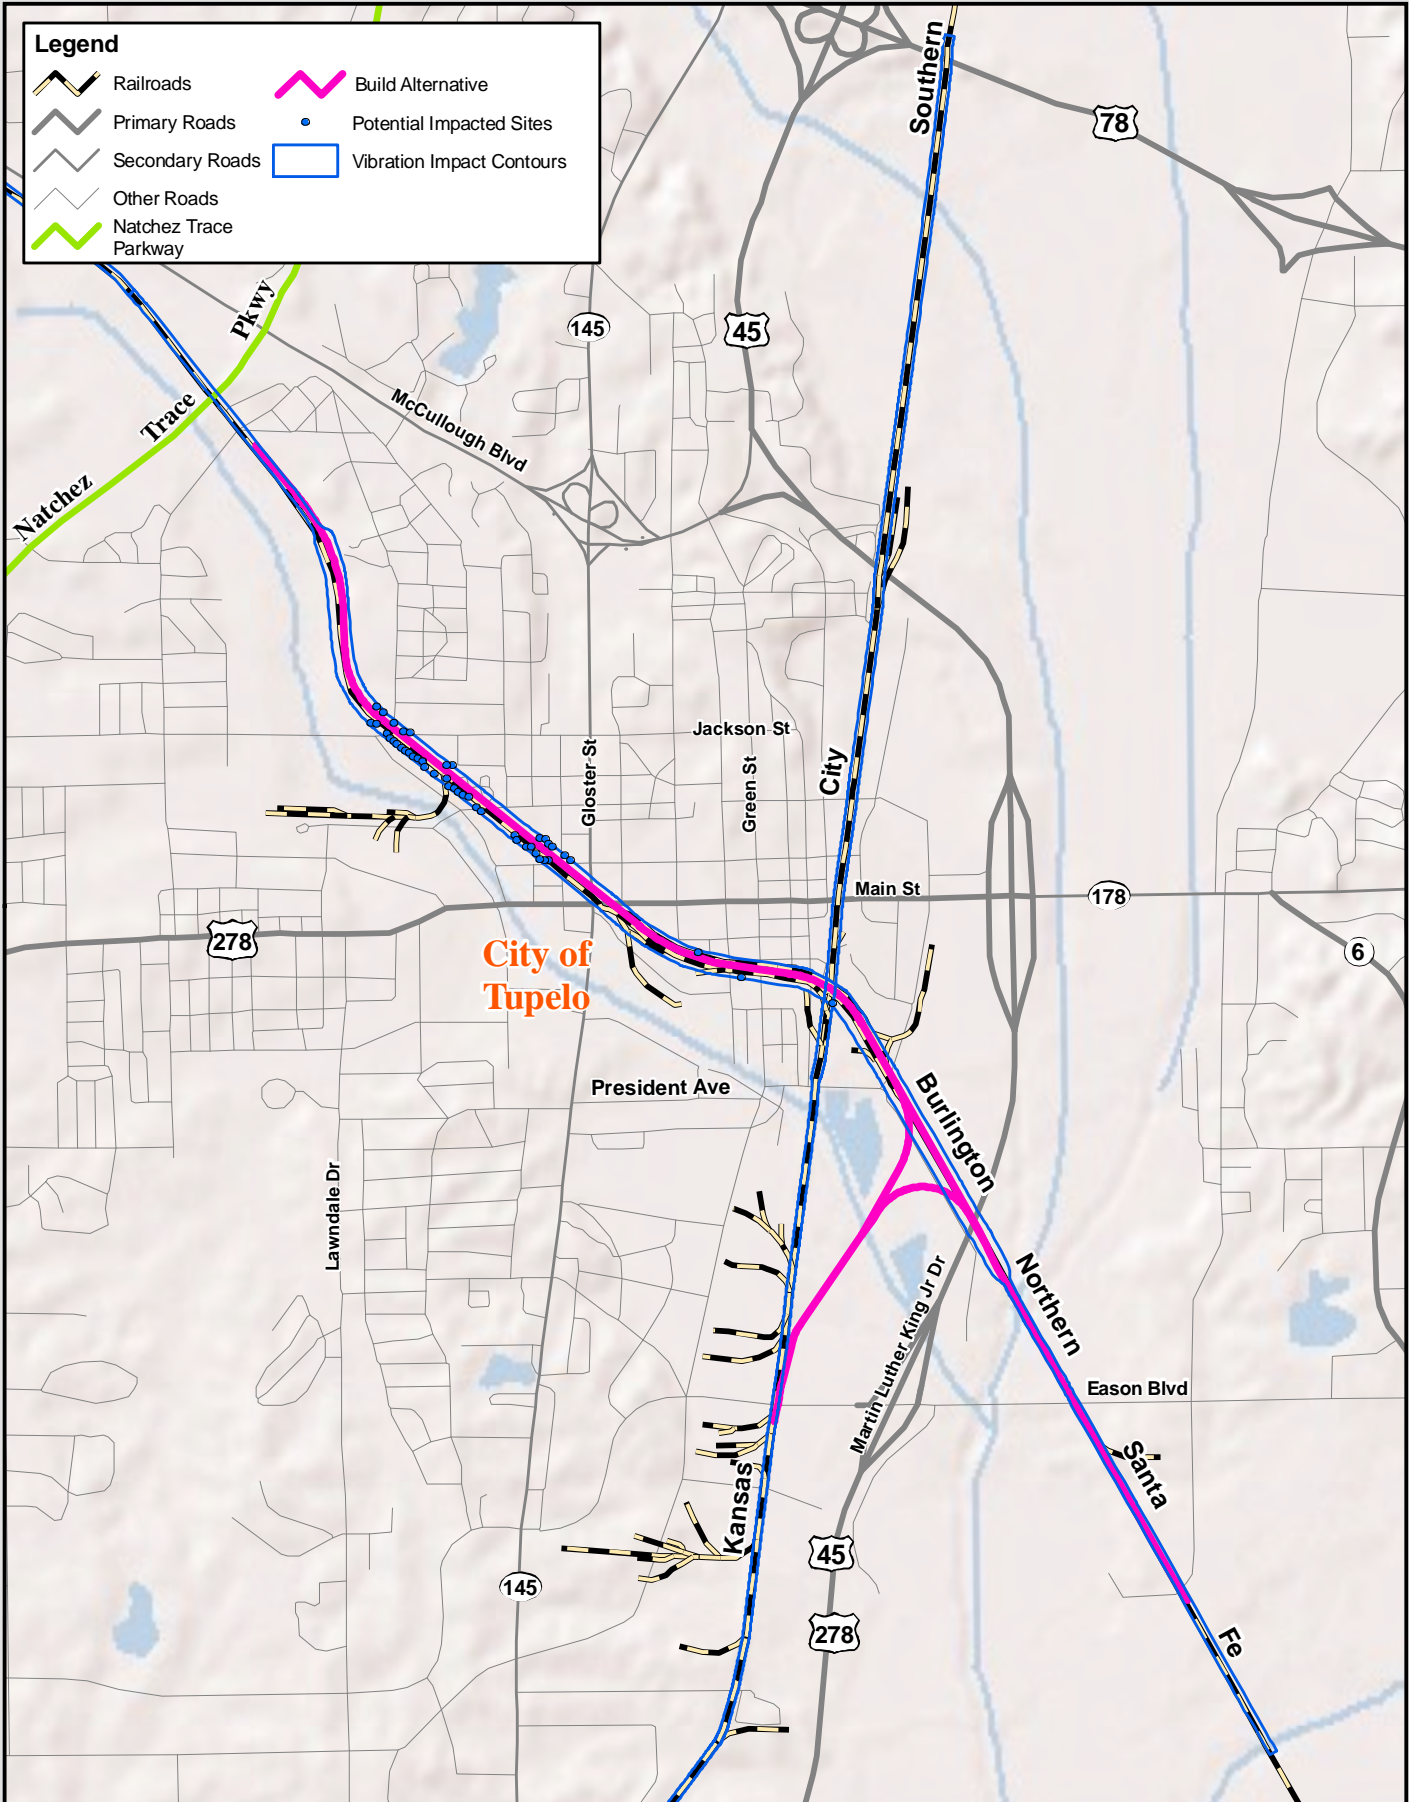 Legend
Railroads
Primary Roads
Secondary Roads
Other Roads
Natchez Trace
Parkway
Build Alternative
Potential Impacted Sites
Vibration Impact Contours
Southern
78
Pkwy
145
45
Trace
McCullough Blvd
Natchez
Jackson St
Gloster St
Green St
City
Main St
178
278
6
City of
Tupelo
President Ave
Burlington
Lawndale Dr
Northern
Martin Luther King Jr Dr
Eason Blvd
Santa
Kansas
45
145
278
Fe